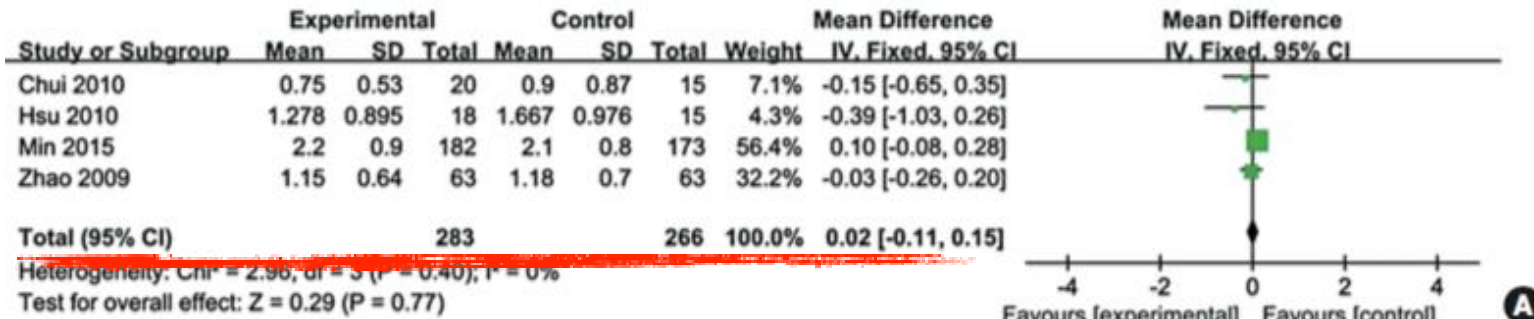 Experimental Control Mean Difference Mean Difference
Study or Subgroup Mean SD Total Mean SD Total Weight IV, Fixed, 95% CI IV, Fixed, 95% CI
Chui 2010 0.75 0.53 20 0.9 0.87 15 7.1% -0.15 [-0.65, 0.35]
Hsu 2010 1.278 0.895 18 1.667 0.976 15 4.3% -0.39 [-1.03, 0.26]
Min 2015 2.2 0.9 182 2.1 0.8 173 56.4% 0.10 [-0.08, 0.28]
Zhao 2009 1.15 0.64 63 1.18 0.7 63 32.2% -0.03 [-0.26, 0.20]
Total (95% CI) 283 266 100.0% 0.02 [-0.11, 0.15]
Heterogeneity: Chi² = 2.96, df = 3 (P = 0.40); I² = 0%
Test for overall effect: Z = 0.29 (P = 0.77)
-4 -2 0 2 4
Favours [experimental] Favours [control]
A